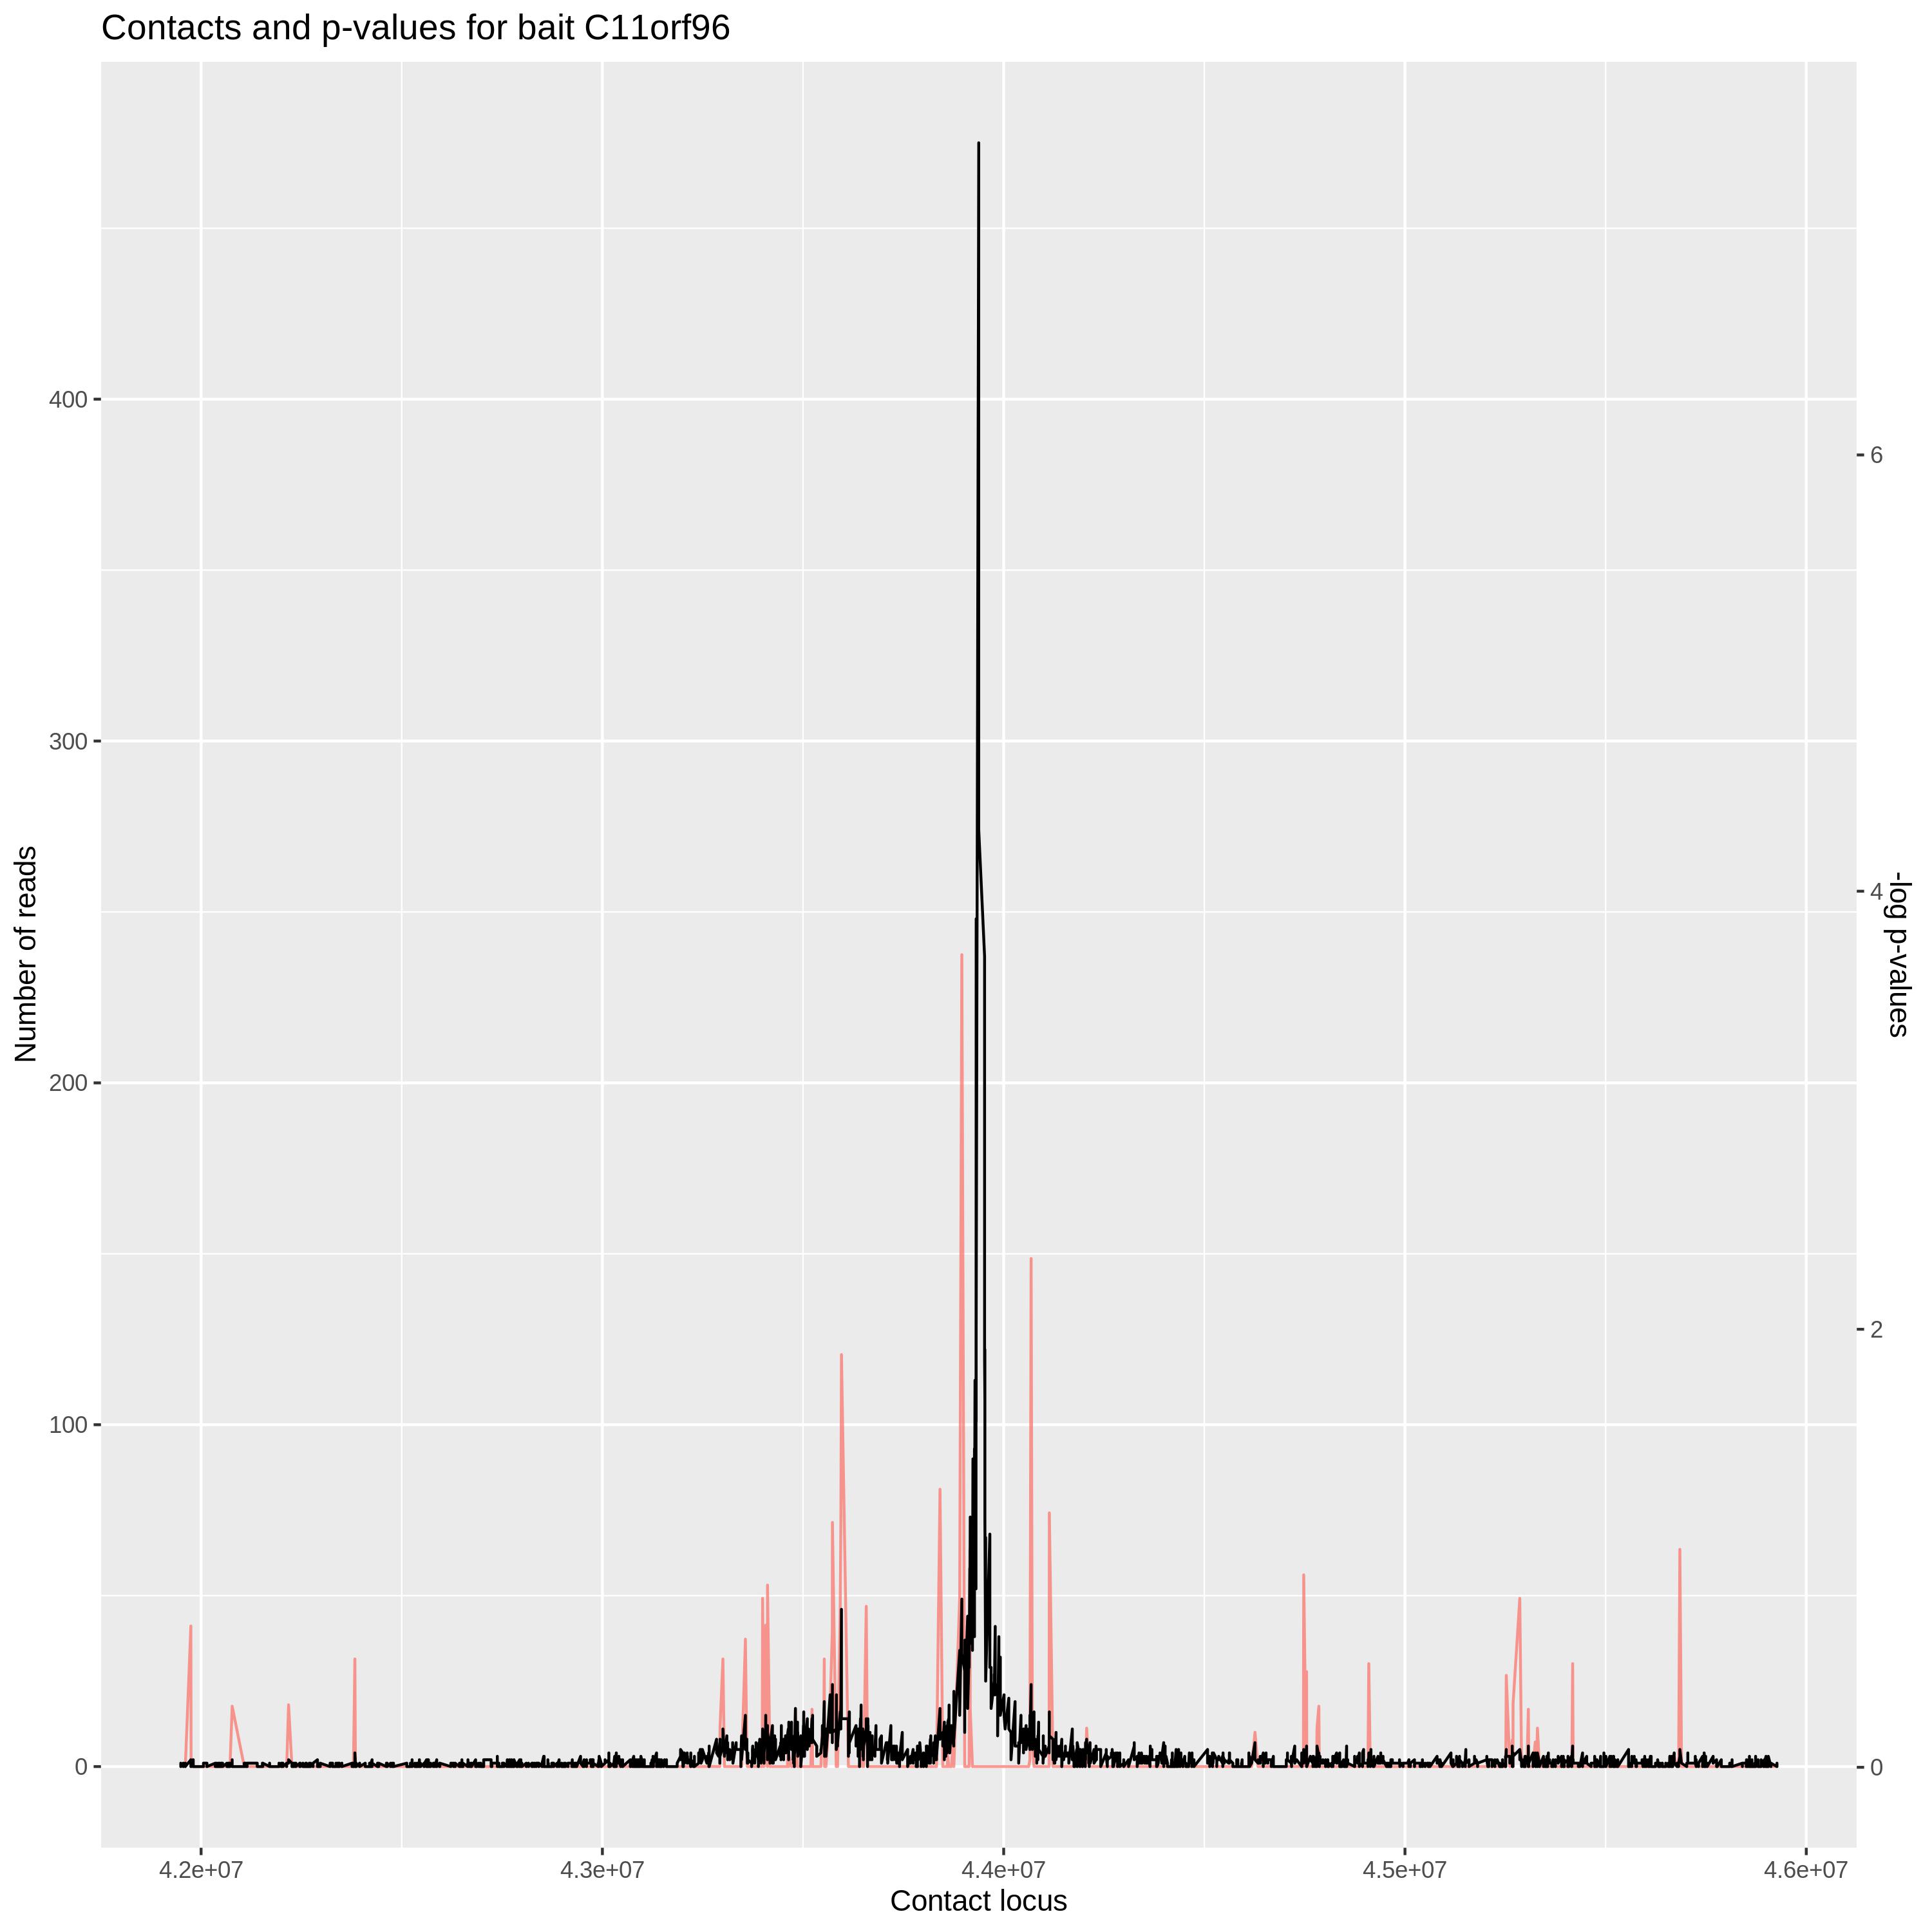 Contacts and p-values for bait C11orf96
400
300
200
100
0
Number of reads
6
4
2
0
-log p-values
4.2e+07
4.3e+07
4.4e+07
4.5e+07
4.6e+07
Contact locus